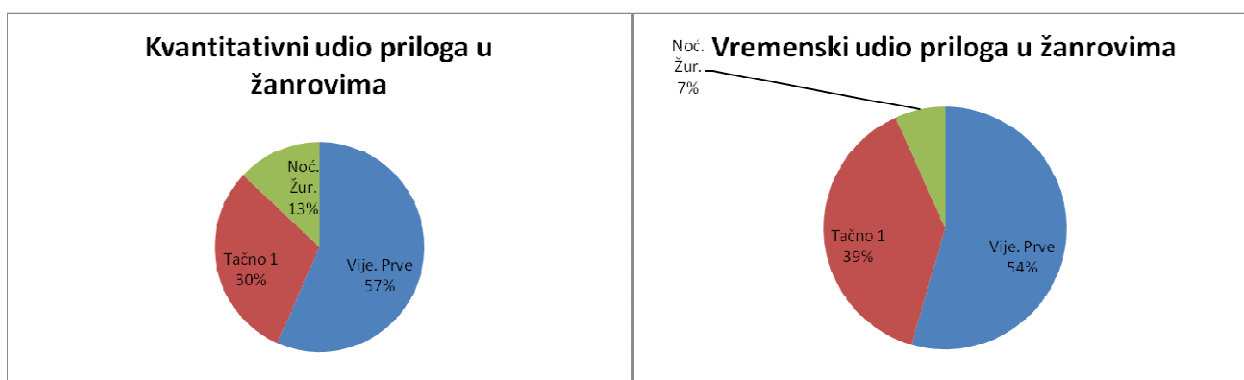 Kvantitativni udio priloga u
žanrovima
Noć.
Žur.
13%
Tačno 1
30%
Vije. Prve
57%
Vremenski udio priloga u žanrovima
Noć.
Žur.
7%
Tačno 1
39%
Vije. Prve
54%